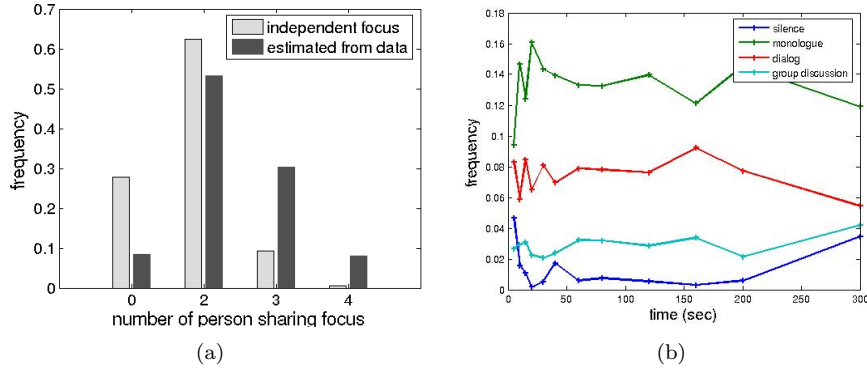 0.7
0.6
0.5
0.4
0.3
0.2
0.1
0
frequency
independent focus
estimated from data
0 2 3 4
number of person sharing focus
(a)
0.18
0.16
0.14
0.12
0.1
0.08
0.06
0.04
0.02
0
frequency
silence
monologue
dialog
group discussion
0 50 100 150 200 250 300
time (sec)
(b)